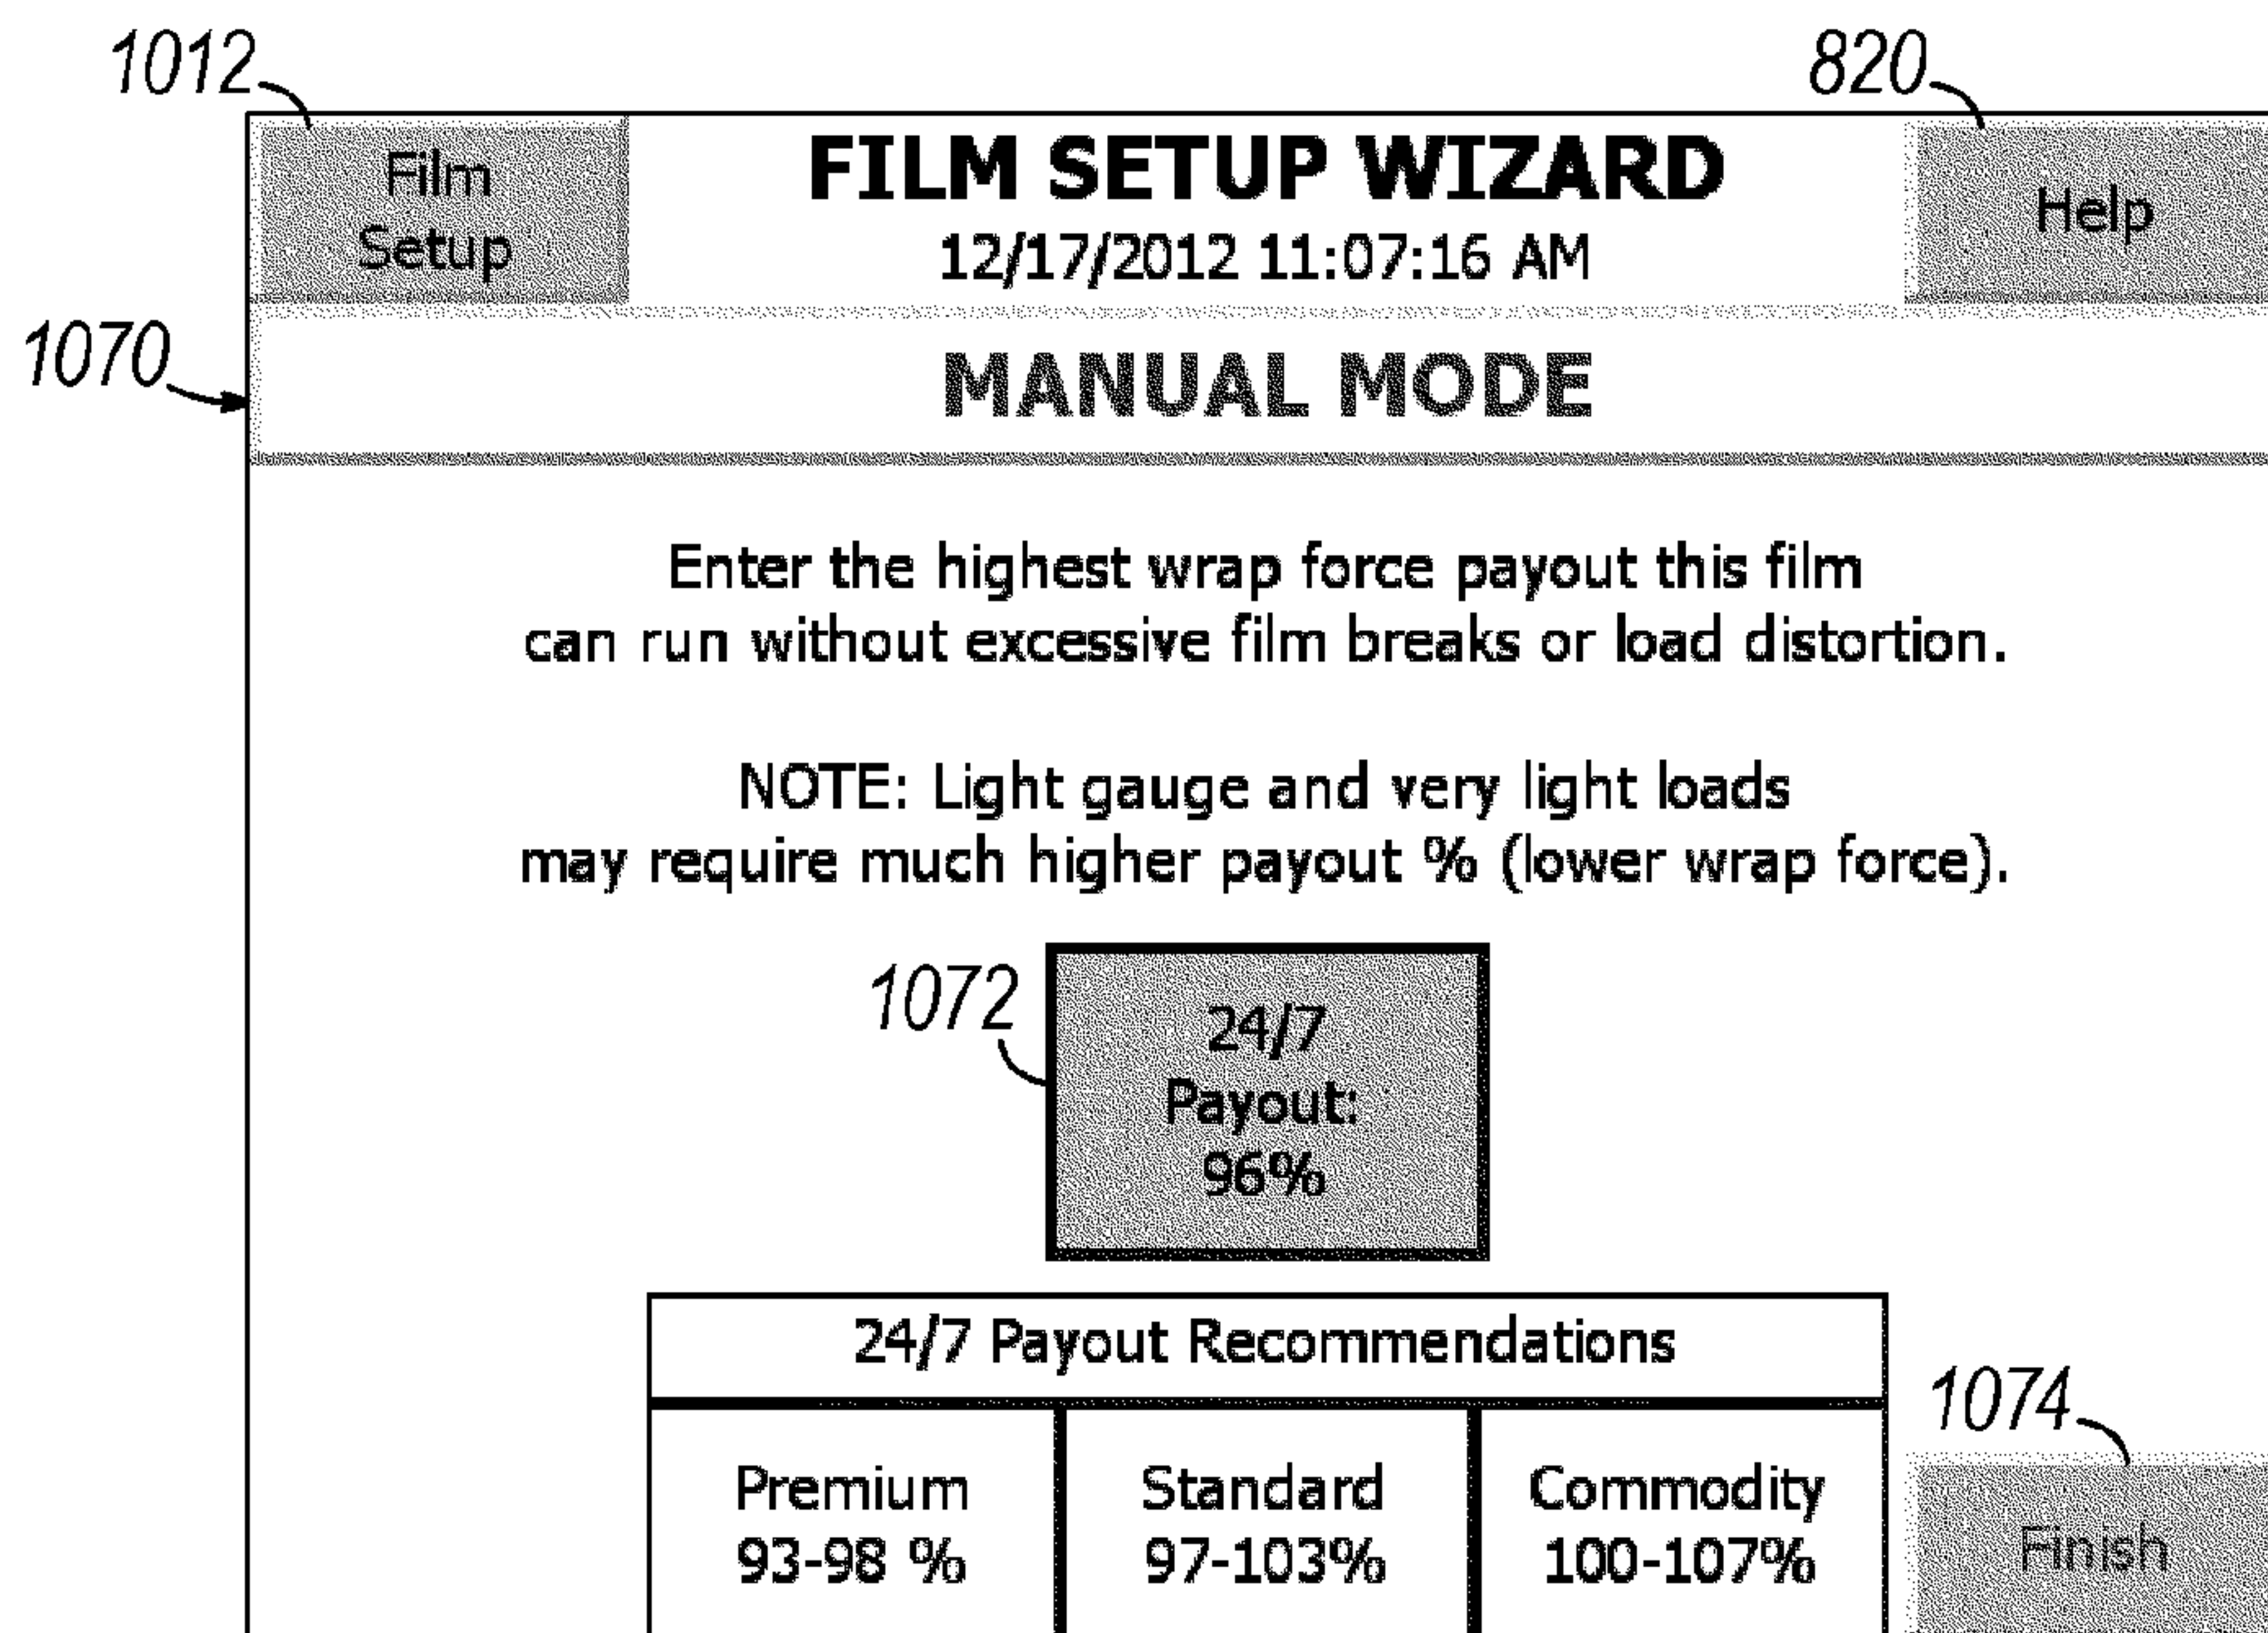 1012
820
Film
Setup
FILM SETUP WIZARD
12/17/2012 11:07:16 AM
Help
1070
MANUAL MODE
Enter the highest wrap force payout this film
can run without excessive film breaks or load distortion.
NOTE: Light gauge and very light loads
may require much higher payout % (lower wrap force).
1072
24/7
Payout:
96%
24/7 Payout Recommendations
1074
Premium
93-98 %
Standard
97-103%
Commodity
100-107%
Finish